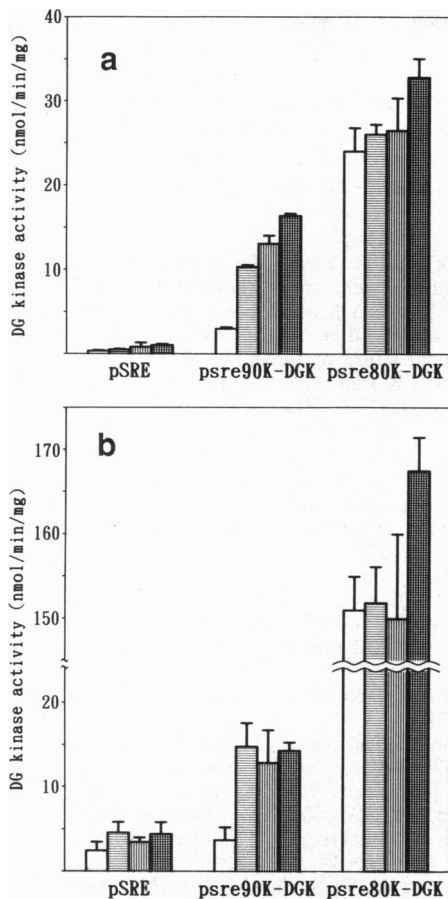 a
DG kinase activity (nmol/min/mg)
40
30
20
10
pSRE psre90K-DGK psre80K-DGK
b
DG kinase activity (nmol/min/mg)
170
160
150
20
10
pSRE psre90K-DGK psre80K-DGK